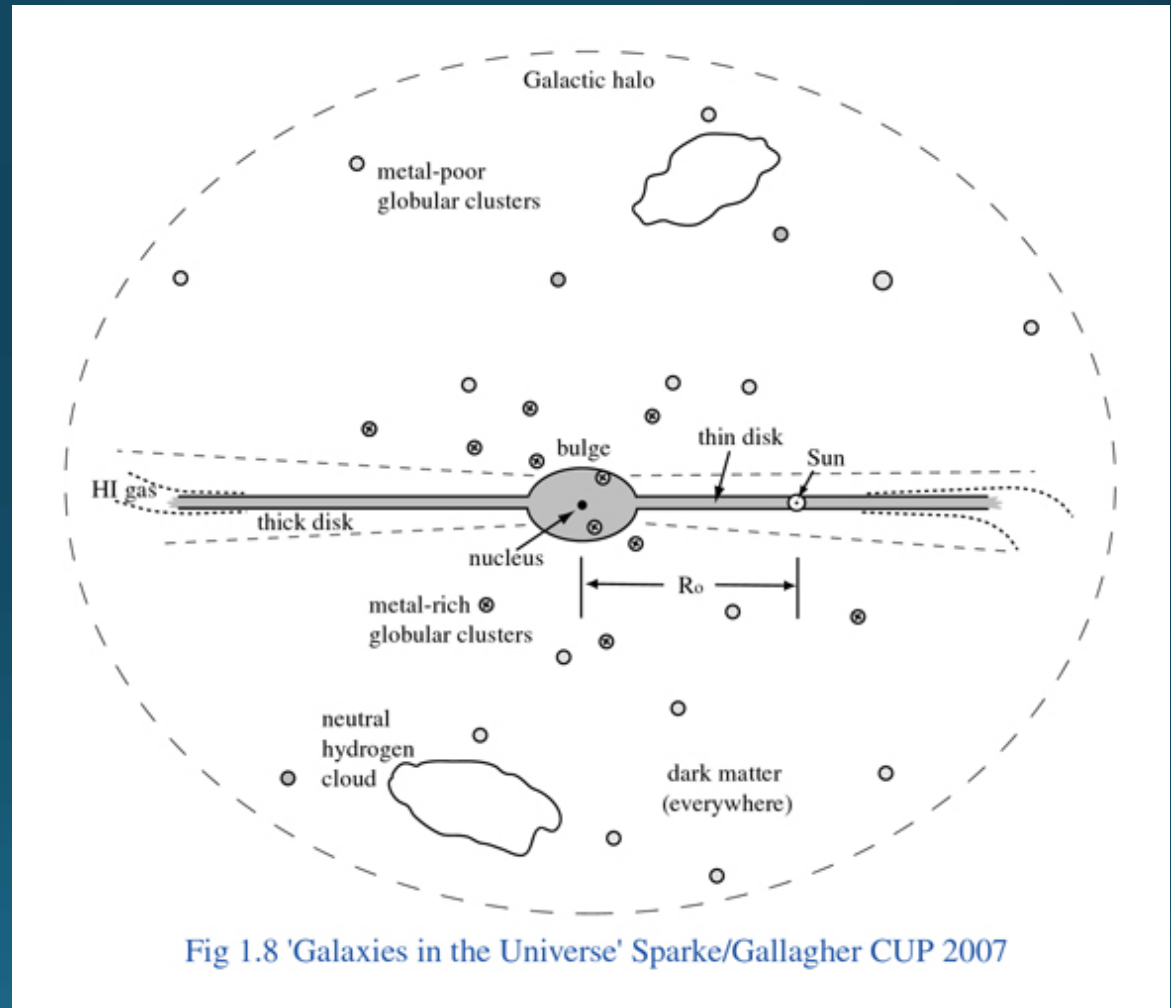 Galactic halo
metal-poor
globular clusters
bulge
thin disk
Sun
HI gas
thick disk
nucleus
Ro
metal-rich
globular clusters
neutral
hydrogen
cloud
dark matter
(everywhere)
Fig 1.8 'Galaxies in the Universe' Sparke/Gallagher CUP 2007